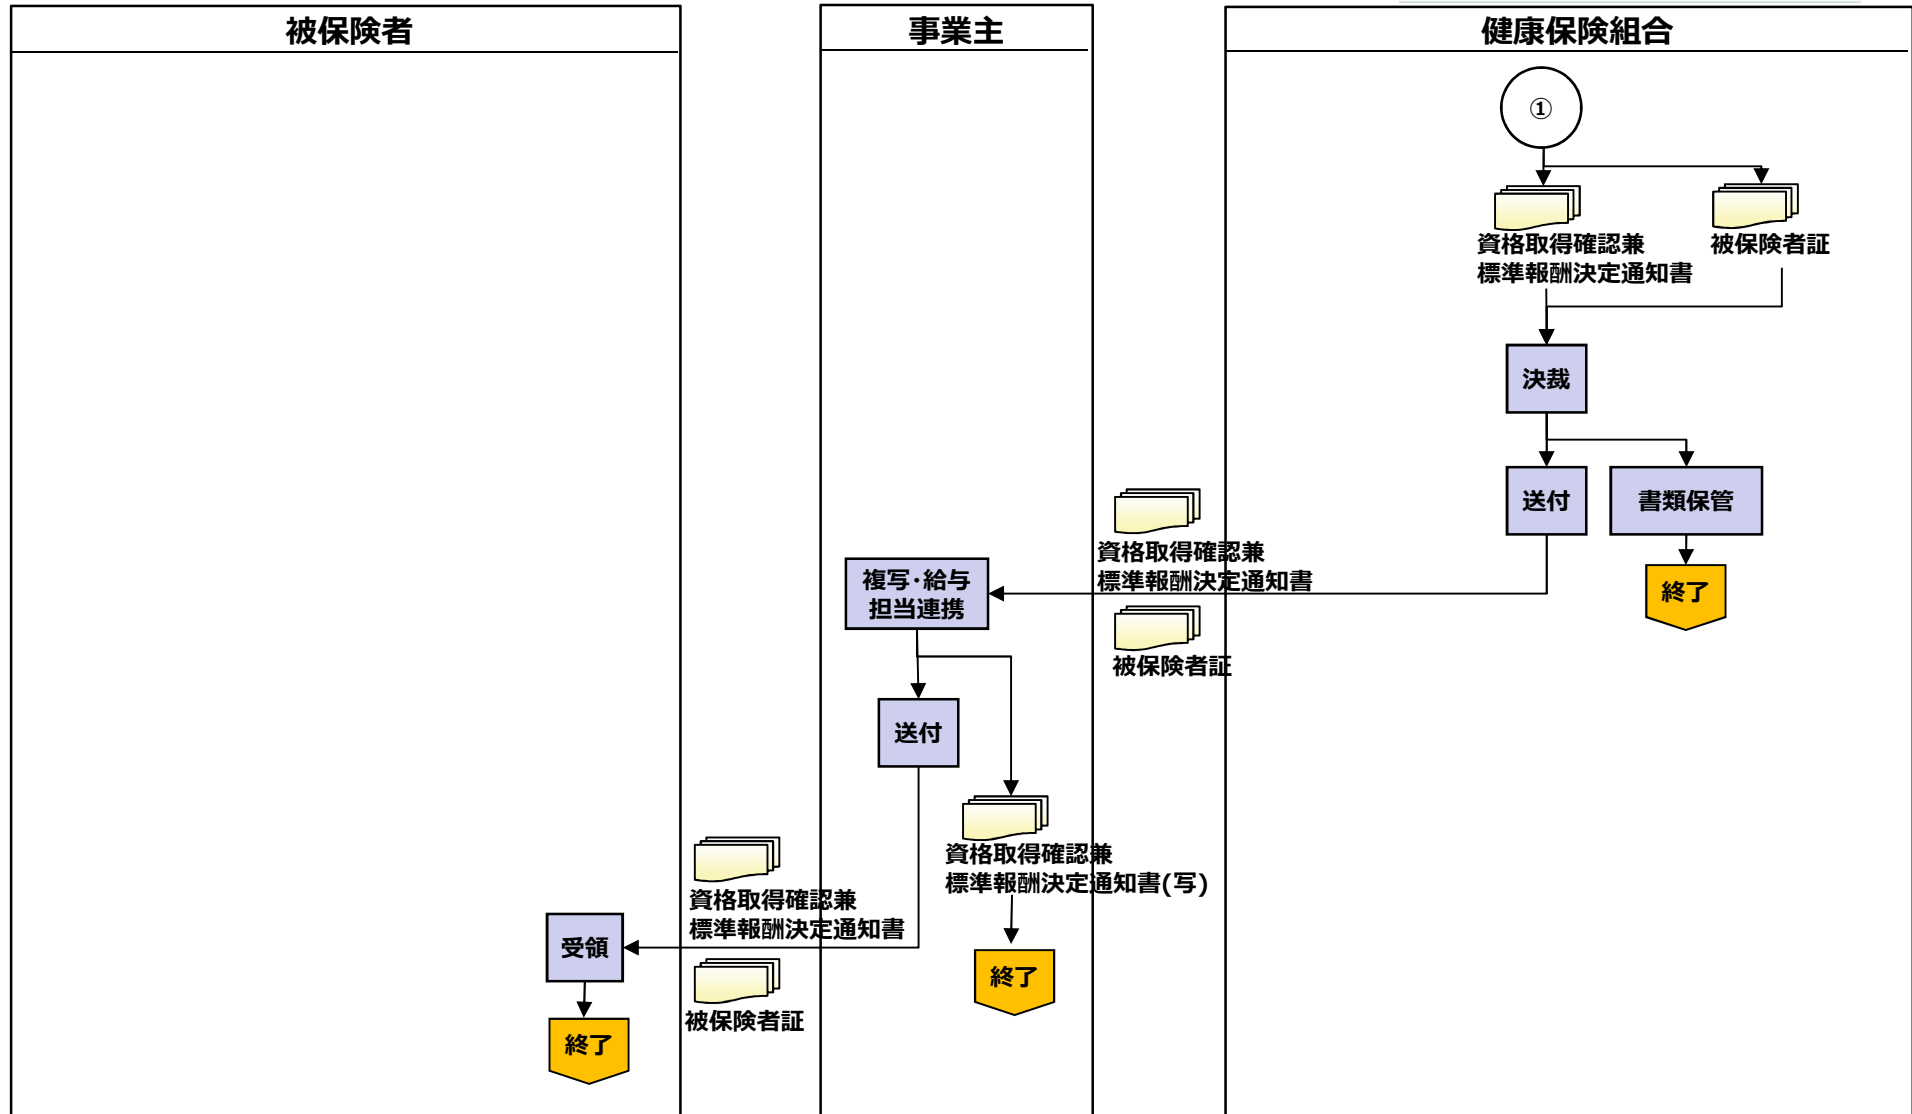 被保険者
事業主
健康保険組合
①
資格取得確認兼
標準報酬決定通知書
被保険者証
決裁
送付
書類保管
終了
資格取得確認兼
標準報酬決定通知書
被保険者証
複写･給与
担当連携
送付
資格取得確認兼
標準報酬決定通知書(写)
終了
資格取得確認兼
標準報酬決定通知書
被保険者証
受領
終了